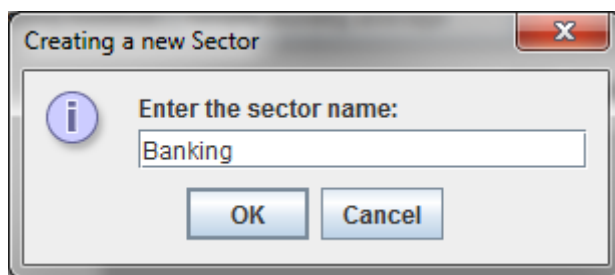 Creating a new Sector
Enter the sector name:
Banking
OK Cancel